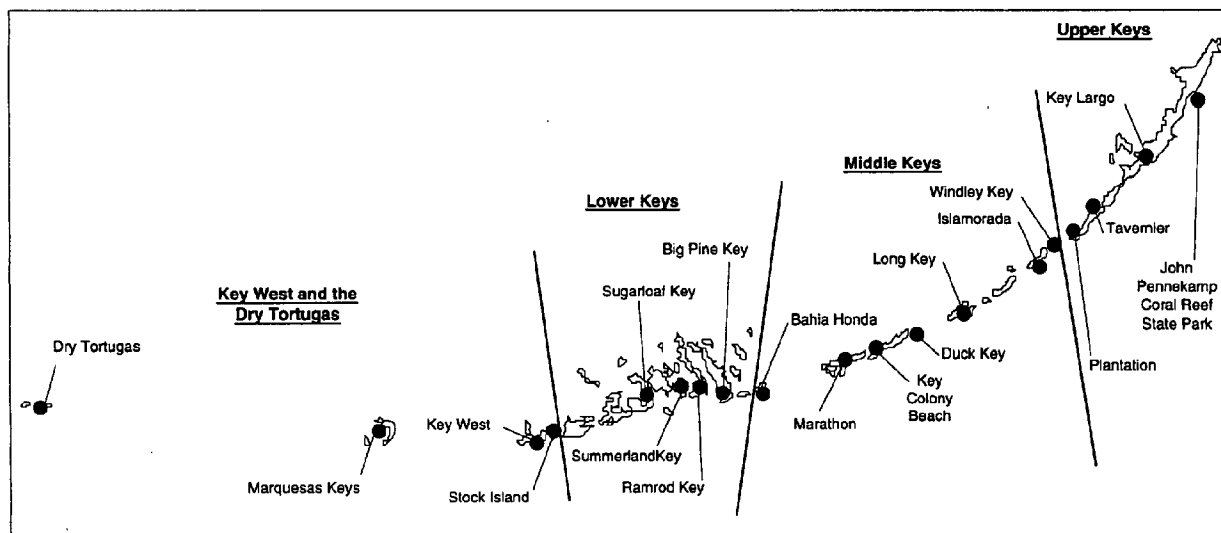 Upper Keys
Key Largo
Middle Keys
Windley Key
Islamorada
Lower Keys
Tavernier
Big Pine Key
Long Key
John
Pennekamp
Coral Reef
State Park
Key West and the
Dry Tortugas
Sugarloaf Key
Bahia Honda
Dry Tortugas
Duck Key
Plantation
Key
Colony
Beach
Marathon
Key West
SummerlandKey
Marquesas Keys
Stock Island
Ramrod Key